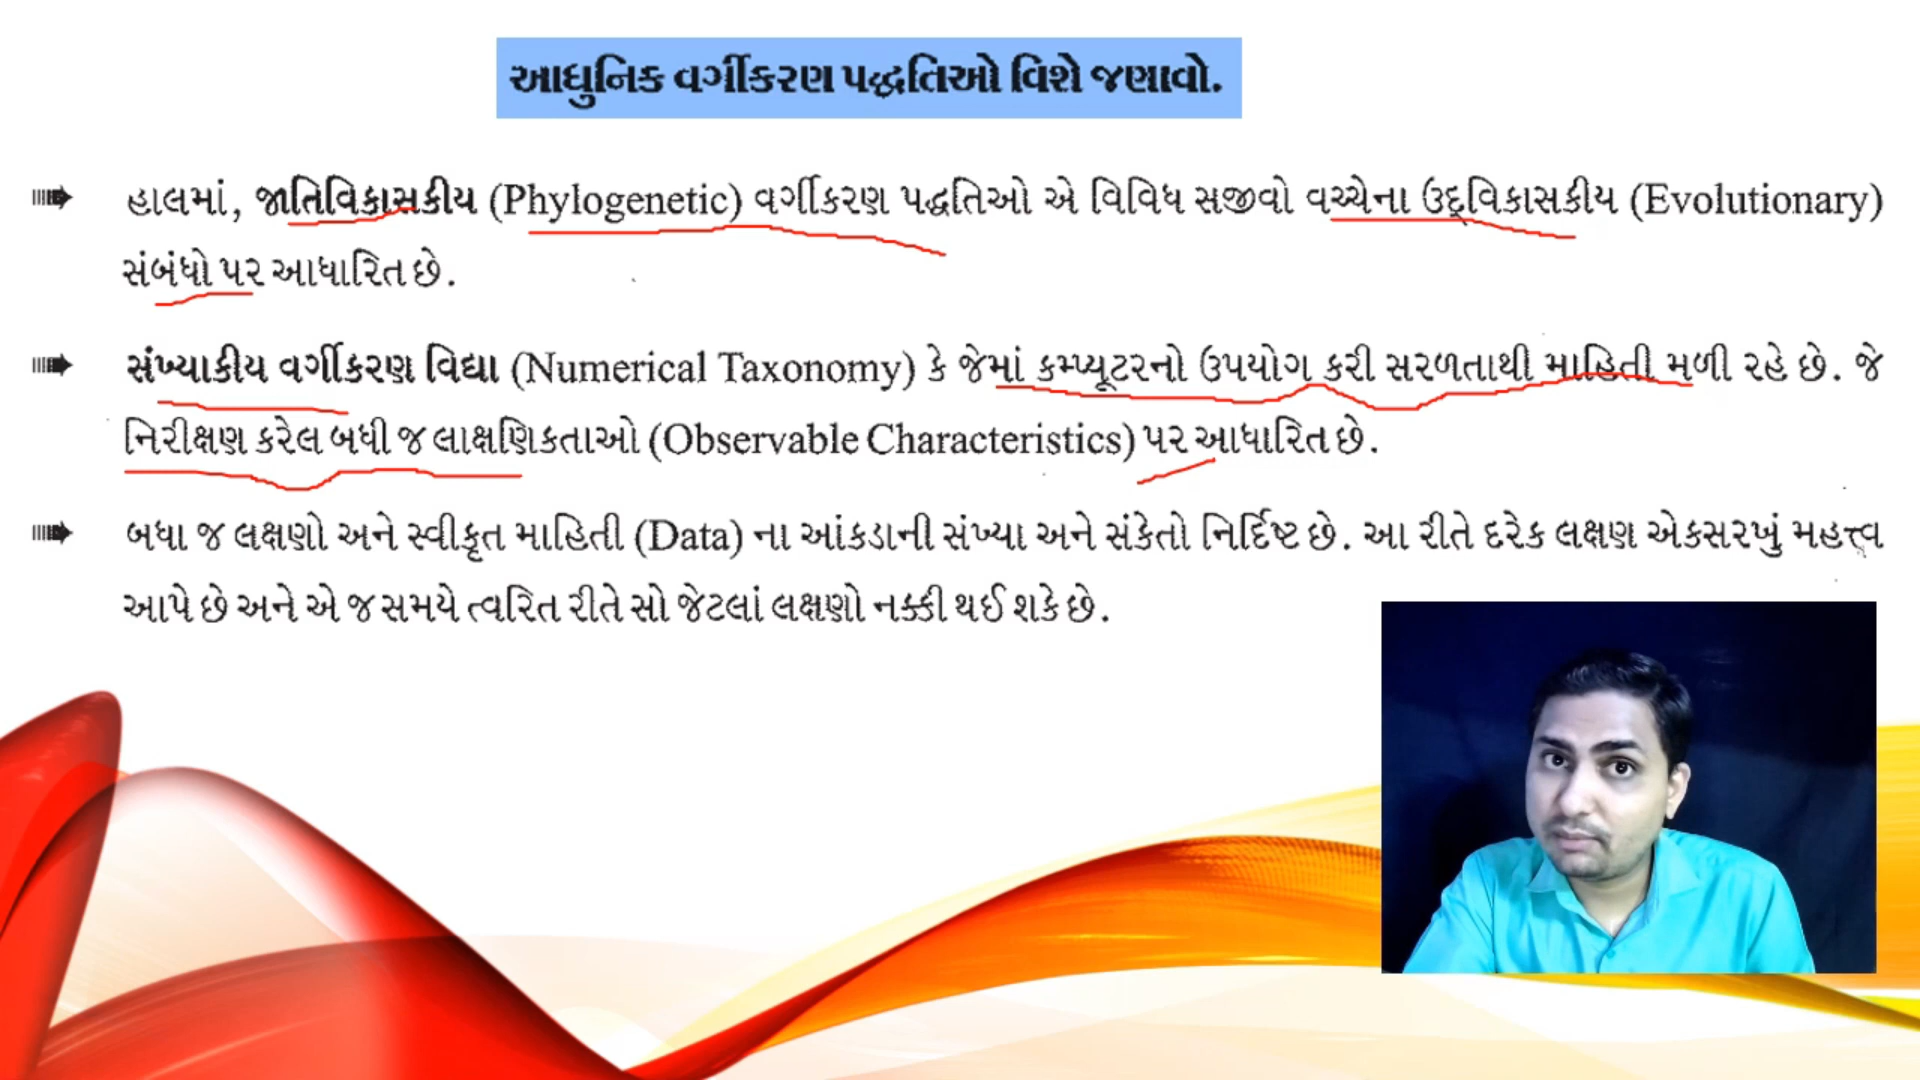 આધુનિક વર્ગીકરણ પદ્ધતિઓ વિશે જણાવો.
હાલમાં, જાતિવિકાસકીય (Phylogenetic) વર્ગીકરણ પદ્ધતિઓ એ વિવિધ સજીવો વચ્ચેના ઉદ્‌વિકાસકીય (Evolutionary)
સંબંધો પર આધારિત છે.
સંખ્યાકીય વર્ગીકરણ વિદ્યા (Numerical Taxonomy) કે જેમાં કમ્પ્યૂટરનો ઉપયોગ કરી સરળતાથી માહિતી મળી રહે છે. જે
નિરીક્ષણ કરેલ બધી જ લાક્ષણિકતાઓ (Observable Characteristics) પર આધારિત છે.
બધા જ લક્ષણો અને સ્વીકૃત માહિતી (Data) ના આંકડાની સંખ્યા અને સંકેતો નિર્દિષ્ટ છે. આ રીતે દરેક લક્ષણ એકસરખું મહત્ત્વ
આપે છે અને એ જ સમયે ત્વરિત રીતે સો જેટલાં લક્ષણો નક્કી થઈ શકે છે.